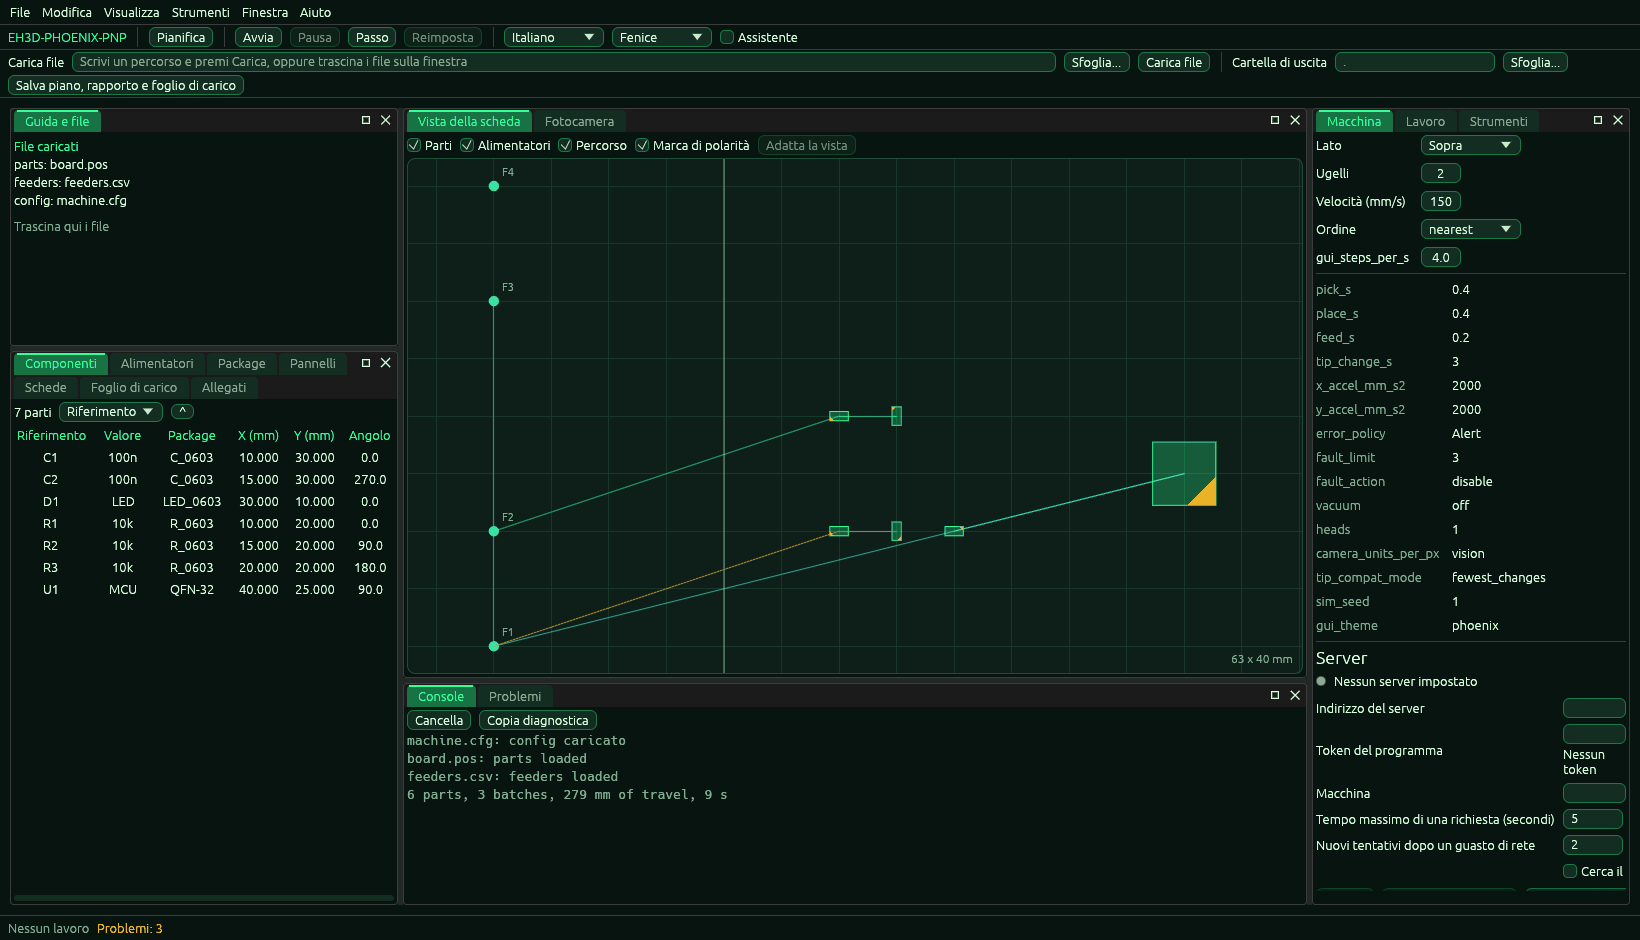 File Modifica Visualizza Strumenti Finestra Aiuto
EH3D-PHOENIX-PNP Pianifica Avvia Pausa Passo Reimposta Italiano Fenice Assistente
Carica file Scrivi un percorso e premi Carica, oppure trascina i file sulla finestra Sfoglia... Carica file Cartella di uscita . Sfoglia...
Salva piano, rapporto e foglio di carico
Guida e file
File caricati
parts: board.pos
feeders: feeders.csv
config: machine.cfg
Trascina qui i file
Componenti Alimentatori Package Pannelli
Schede Foglio di carico Allegati
7 parti Riferimento ^
Riferimento Valore Package X (mm) Y (mm) Angolo
C1 100n C_0603 10.000 30.000 0.0
C2 100n C_0603 15.000 30.000 270.0
D1 LED LED_0603 30.000 10.000 0.0
R1 10k R_0603 10.000 20.000 0.0
R2 10k R_0603 15.000 20.000 90.0
R3 10k R_0603 20.000 20.000 180.0
U1 MCU QFN-32 40.000 25.000 90.0
Vista della scheda Fotocamera
Parti Alimentatori Percorso Marca di polarità Adatta la vista
F4
F3
F2
F1
63 x 40 mm
Console Problemi
Cancella Copia diagnostica
machine.cfg: config caricato
board.pos: parts loaded
feeders.csv: feeders loaded
6 parts, 3 batches, 279 mm of travel, 9 s
Macchina Lavoro Strumenti
Lato Sopra
Ugelli 2
Velocità (mm/s) 150
Ordine nearest
gui_steps_per_s 4.0
pick_s 0.4
place_s 0.4
feed_s 0.2
tip_change_s 3
x_accel_mm_s2 2000
y_accel_mm_s2 2000
error_policy Alert
fault_limit 3
fault_action disable
vacuum off
heads 1
camera_units_per_px vision
tip_compat_mode fewest_changes
sim_seed 1
gui_theme phoenix
Server
Nessun server impostato
Indirizzo del server
Token del programma Nessun token
Macchina
Tempo massimo di una richiesta (secondi) 5
Nuovi tentativi dopo un guasto di rete 2
Cerca il
Nessun lavoro Problemi: 3